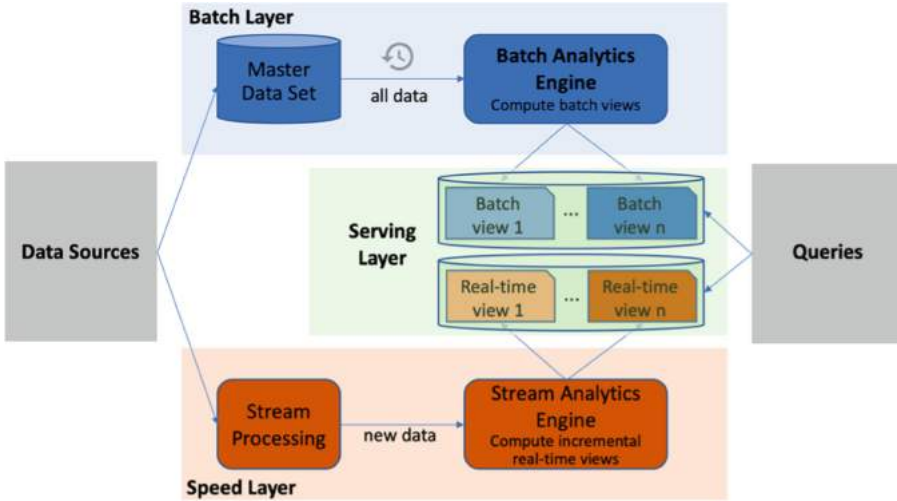 Batch Layer
Master
Data Set
all data
Batch Analytics
Engine
Compute batch views
Data Sources
Serving
Layer
Batch
view 1
...
Batch
view n
Real-time
view 1
...
Real-time
view n
Queries
Stream
Processing
new data
Stream Analytics
Engine
Compute incremental
real-time views
Speed Layer